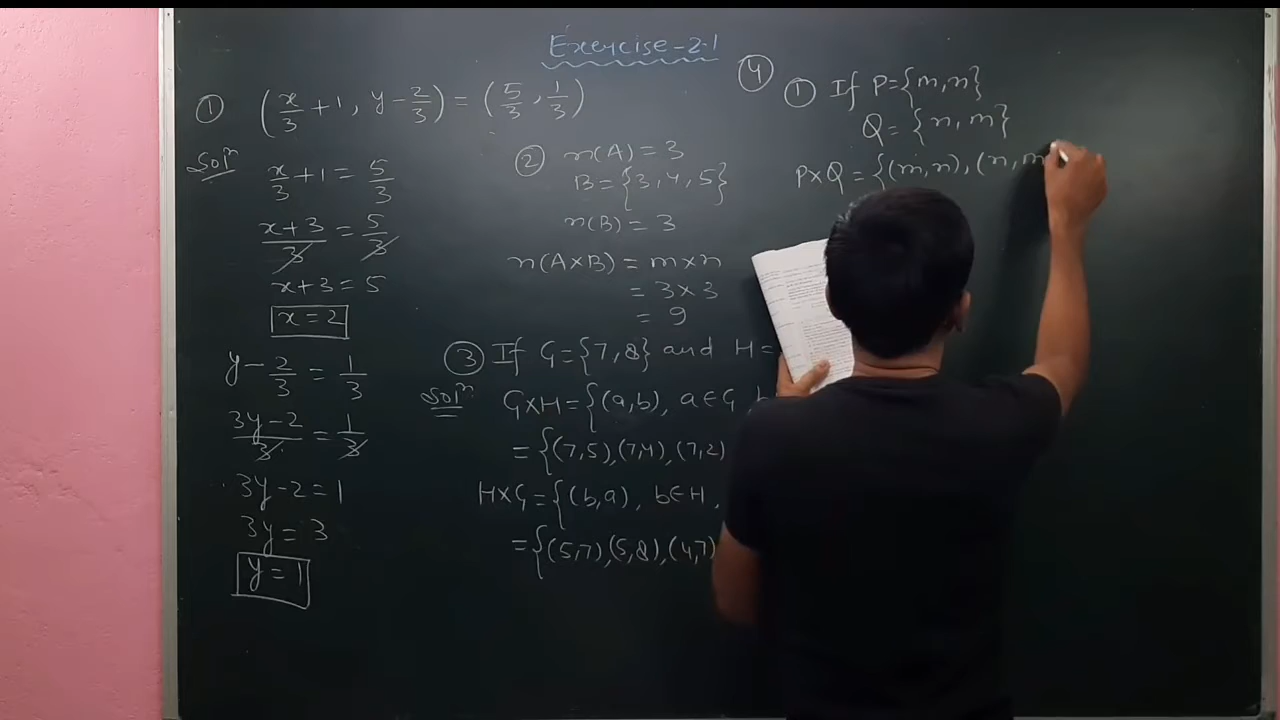 Exercise-2.1
① (x/3 + 1, y - 2/3) = (5/3, 1/3)
Solⁿ
x/3 + 1 = 5/3
x+3/3 = 5/3
x+3 = 5
x = 2
y - 2/3 = 1/3
3y-2/3 = 1/3
3y-2 = 1
3y = 3
y = 1
② n(A) = 3
B = {3, 4, 5}
n(B) = 3
n(A×B) = m×n
= 3×3
= 9
③ If G = {7, 8} and H =
Solⁿ G×H = {(a,b), a∈G, b
= {(7,5), (7,4), (7,2)
H×G = {(b,a), b∈H,
= {(5,7), (5,8), (4,7)
④ ① If P = {m, n}
Q = {n, m}
P×Q = {(m,n), (n,m